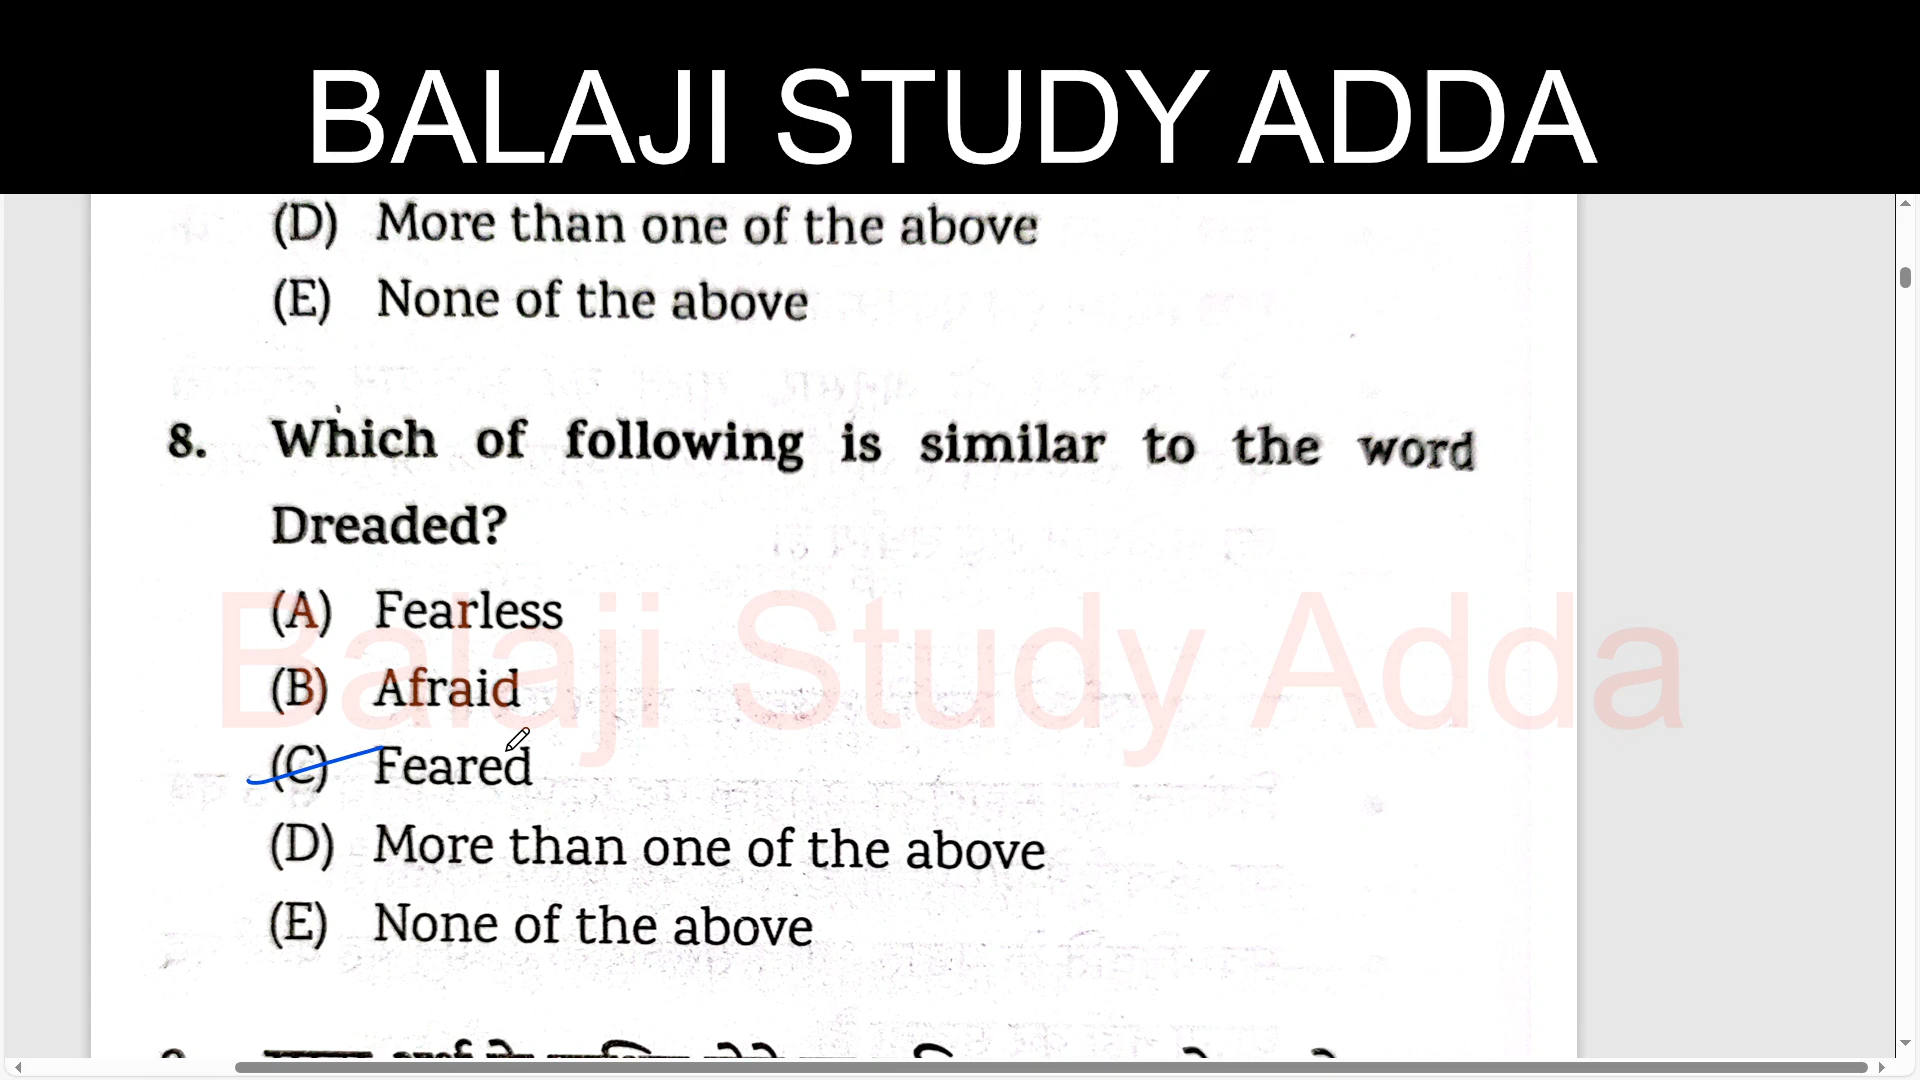 BALAJI STUDY ADDA
(D) More than one of the above
(E) None of the above
8. Which of following is similar to the word
Dreaded?
(A) Fearless
(B) Afraid
(C) Feared
(D) More than one of the above
(E) None of the above
Balaji Study Adda